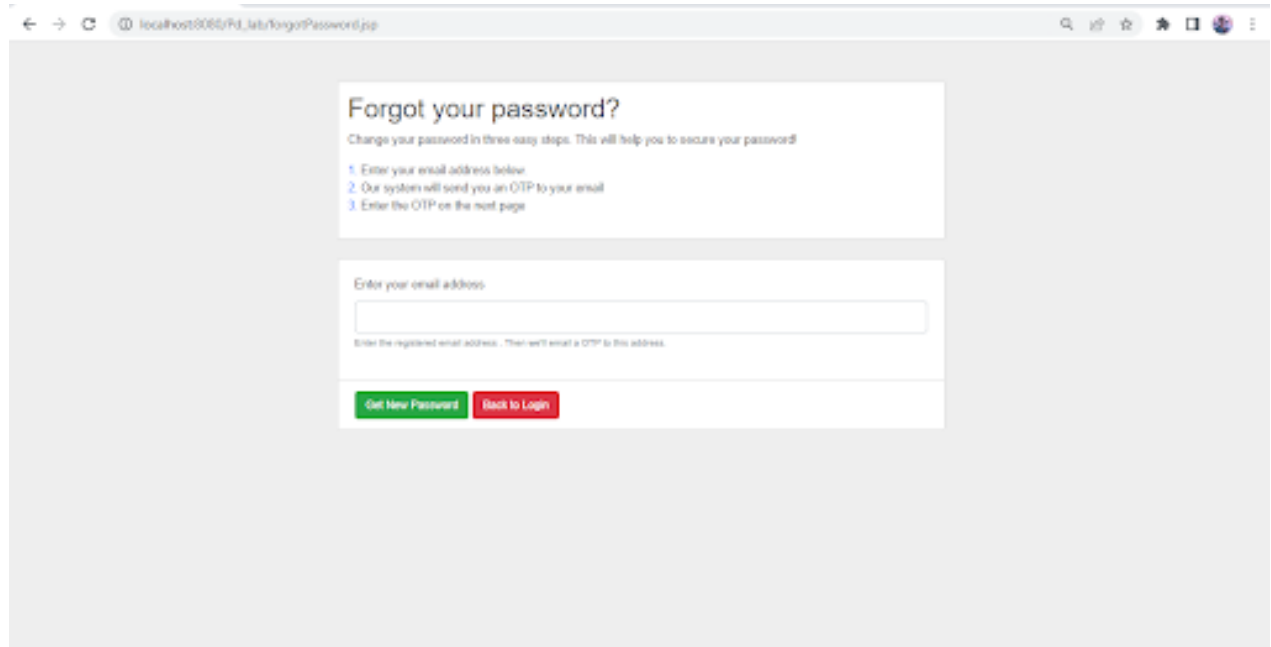 localhost:8080/Pd_lab/forgotPassword.jsp
Forgot your password?
Change your password in three easy steps. This will help you to secure your password!
1. Enter your email address below.
2. Our system will send you an OTP to your email
3. Enter the OTP on the next page
Enter your email address
Enter the registered email address . Then we'll email a OTP to this address.
Get New Password Back to Login